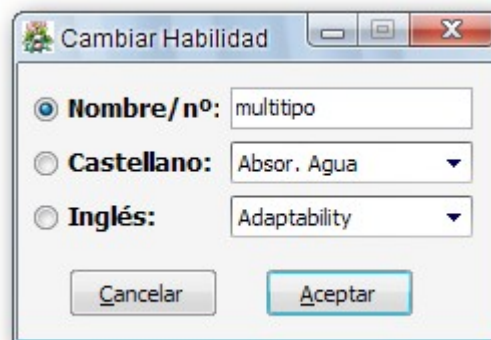 Cambiar Habilidad
Nombre/nº: multitipo
Castellano: Absor. Agua
Inglés: Adaptability
Cancelar Aceptar